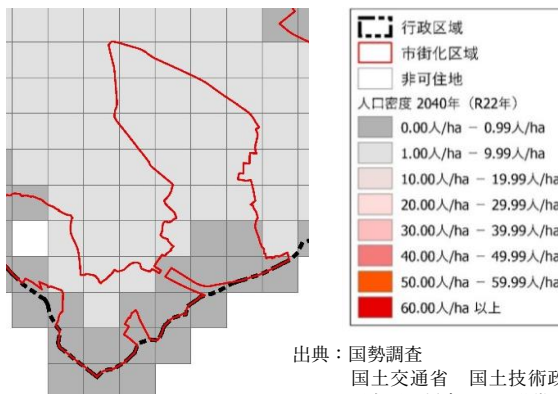 行政区域
市街化区域
非可住地
人口密度 2040年（R22年）
0.00人/ha － 0.99人/ha
1.00人/ha － 9.99人/ha
10.00人/ha － 19.99人/ha
20.00人/ha － 29.99人/ha
30.00人/ha － 39.99人/ha
40.00人/ha － 49.99人/ha
50.00人/ha － 59.99人/ha
60.00人/ha 以上
出典：国勢調査
国土交通省　国土技術政